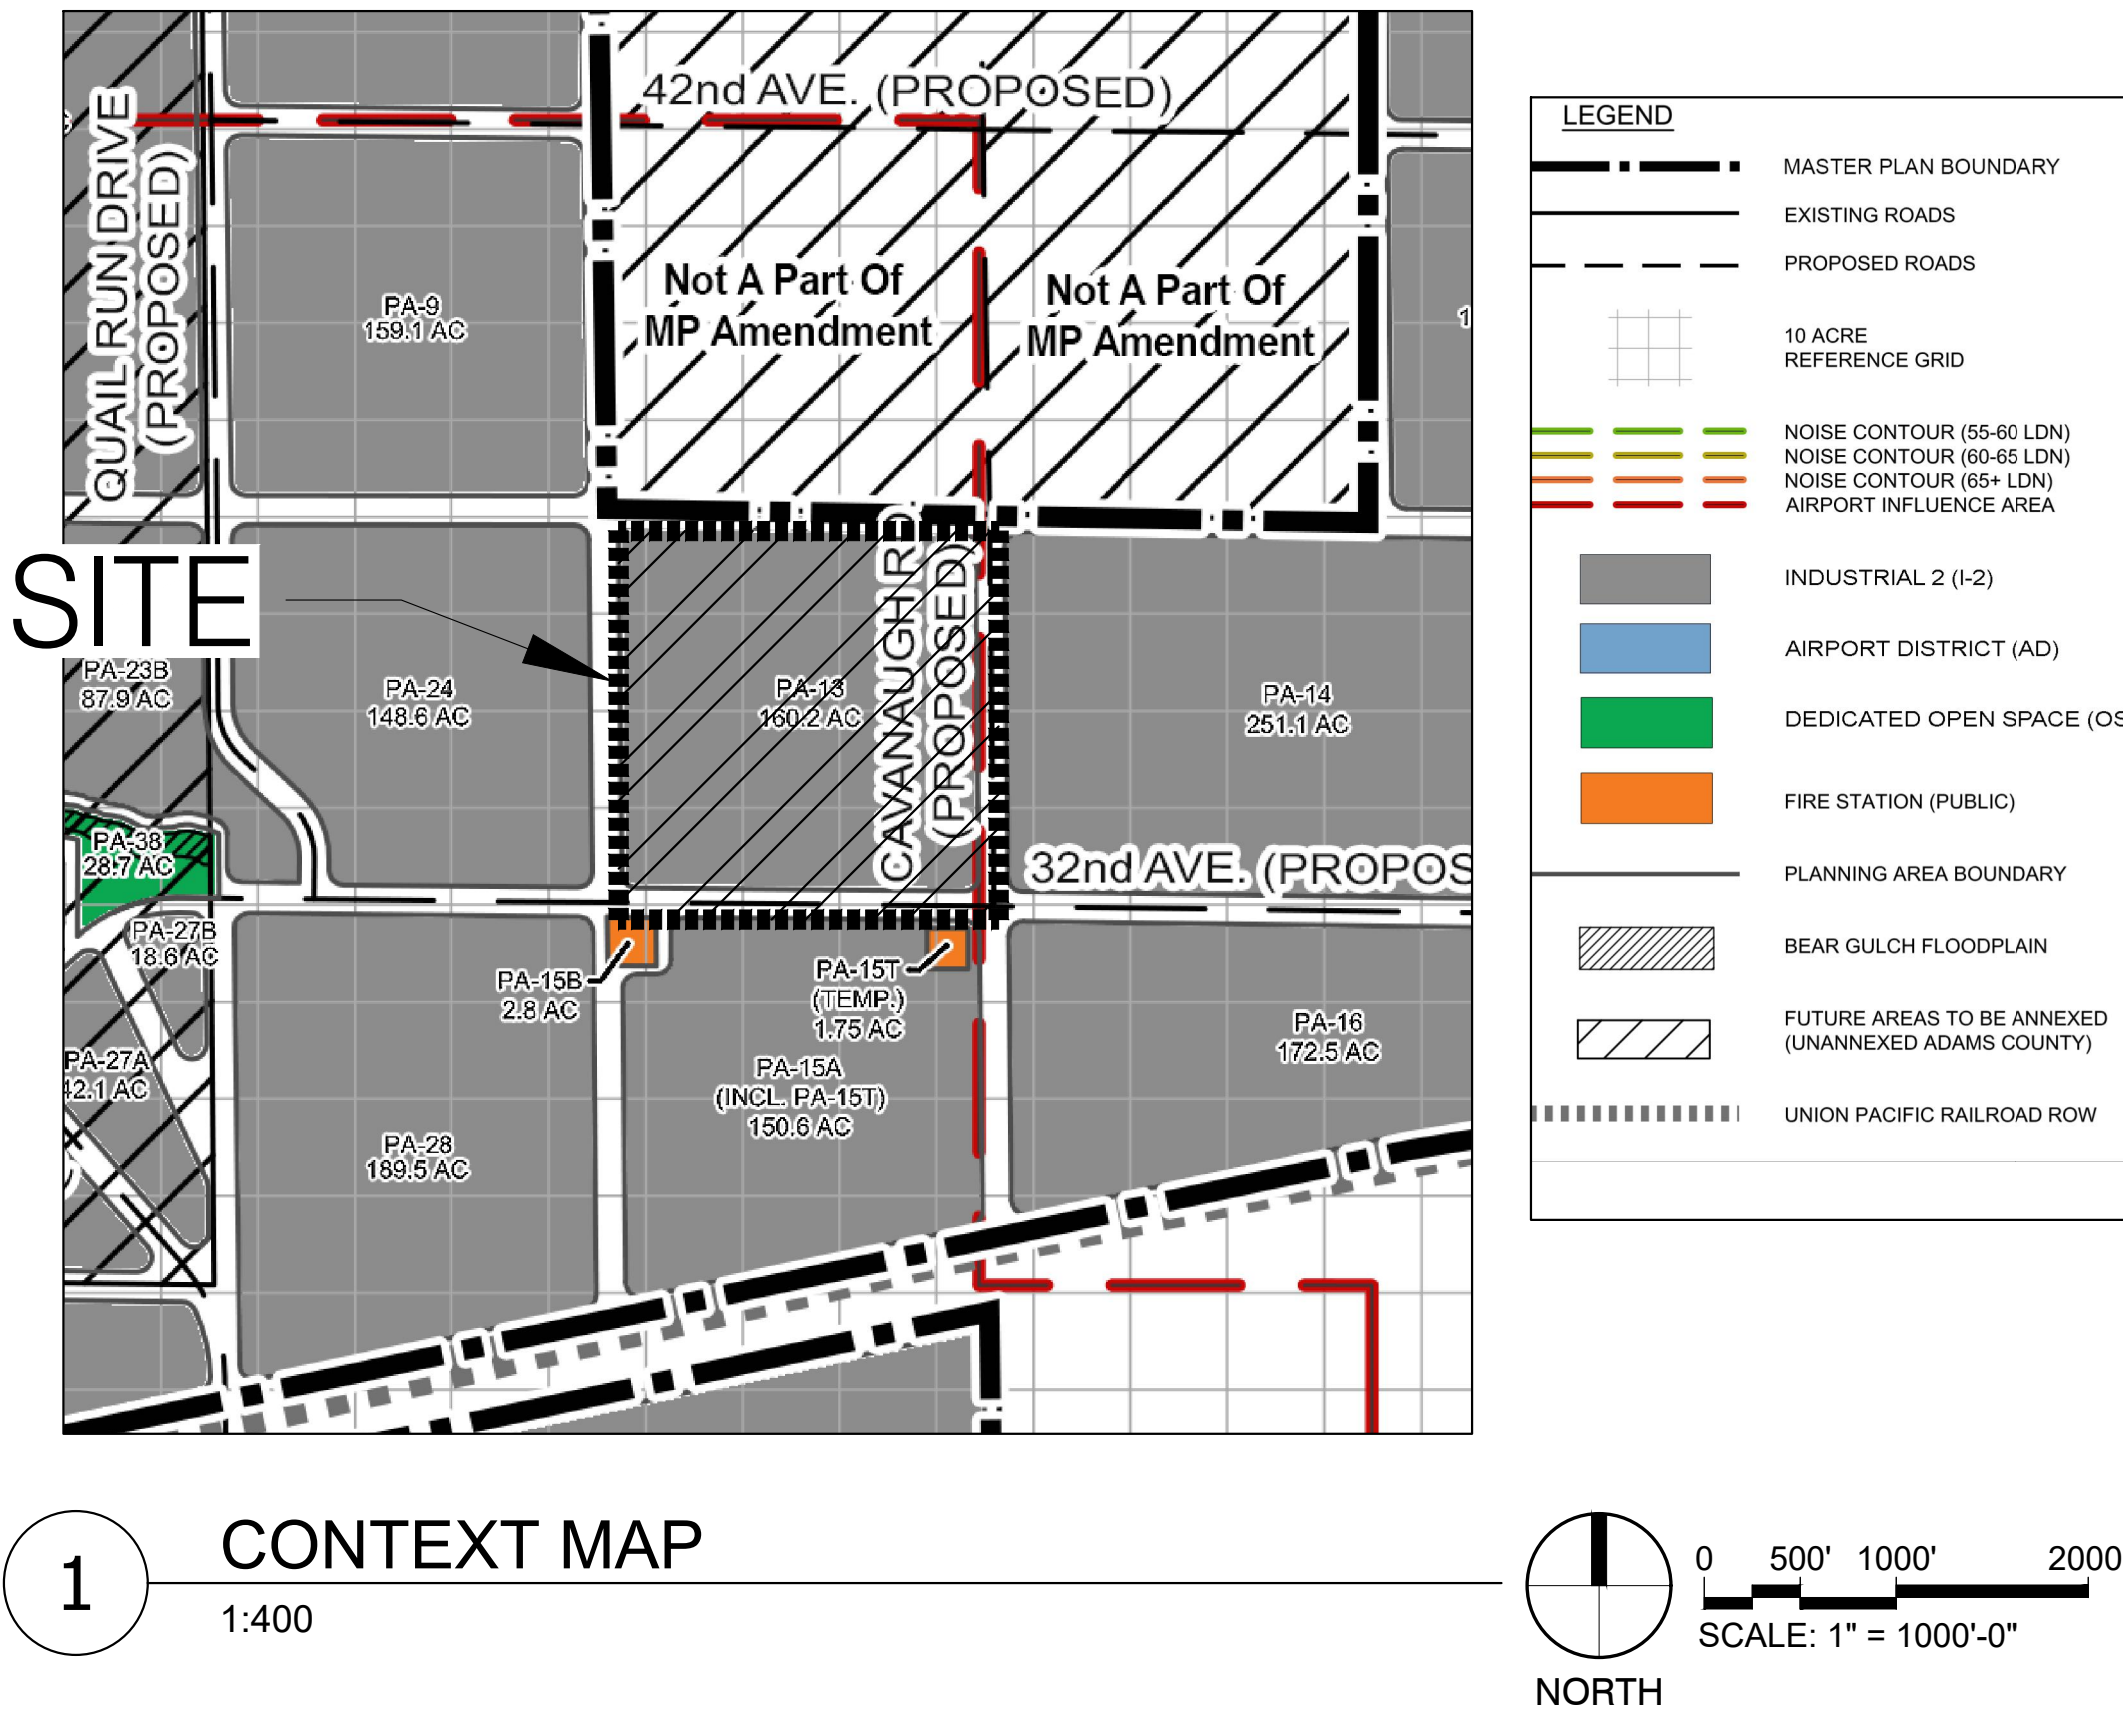 42nd AVE. (PROPOSED)
QUAIL RUN DRIVE
(PROPOSED)
PA-9
159.1 AC
Not A Part Of
MP Amendment
Not A Part Of
MP Amendment
1
SITE
PA-23B
87.9 AC
PA-24
148.6 AC
PA-13
160.2 AC
CAVANAUGH RD
(PROPOSED)
PA-14
251.1 AC
PA-38
28.7 AC
32nd AVE. (PROPOS
PA-27B
18.6 AC
PA-15B
2.8 AC
PA-15T
(TEMP.)
1.75 AC
PA-27A
42.1 AC
PA-15A
(INCL. PA-15T)
150.6 AC
PA-16
172.5 AC
PA-28
189.5 AC
LEGEND
MASTER PLAN BOUNDARY
EXISTING ROADS
PROPOSED ROADS
10 ACRE
REFERENCE GRID
NOISE CONTOUR (55-60 LDN)
NOISE CONTOUR (60-65 LDN)
NOISE CONTOUR (65+ LDN)
AIRPORT INFLUENCE AREA
INDUSTRIAL 2 (I-2)
AIRPORT DISTRICT (AD)
DEDICATED OPEN SPACE (OS
FIRE STATION (PUBLIC)
PLANNING AREA BOUNDARY
BEAR GULCH FLOODPLAIN
FUTURE AREAS TO BE ANNEXED
(UNANNEXED ADAMS COUNTY)
UNION PACIFIC RAILROAD ROW
1
CONTEXT MAP
1:400
NORTH
0 500' 1000' 2000
SCALE: 1" = 1000'-0"